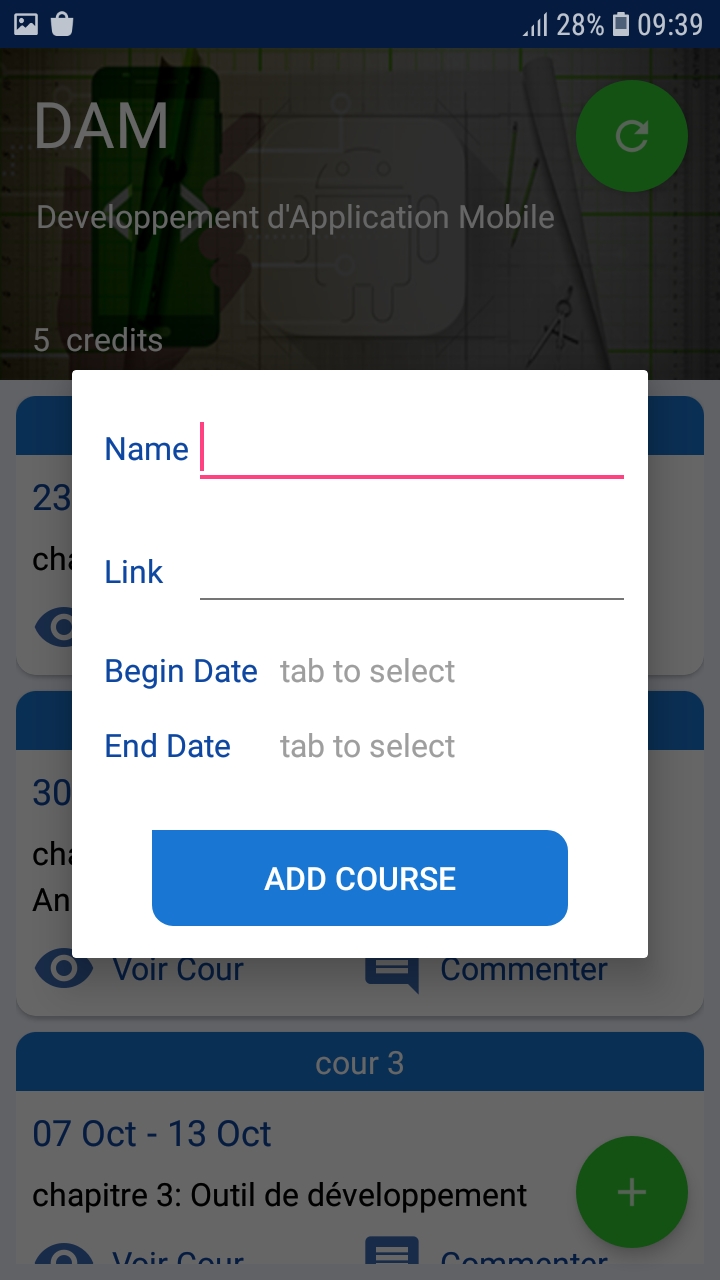 28% 09:39
DAM
Developpement d'Application Mobile
5 credits
Name
Link
23
Begin Date tab to select
End Date tab to select
30
An
ADD COURSE
Voir Cour Commenter
cour 3
07 Oct - 13 Oct
chapitre 3: Outil de développement
Voir Cour Commenter